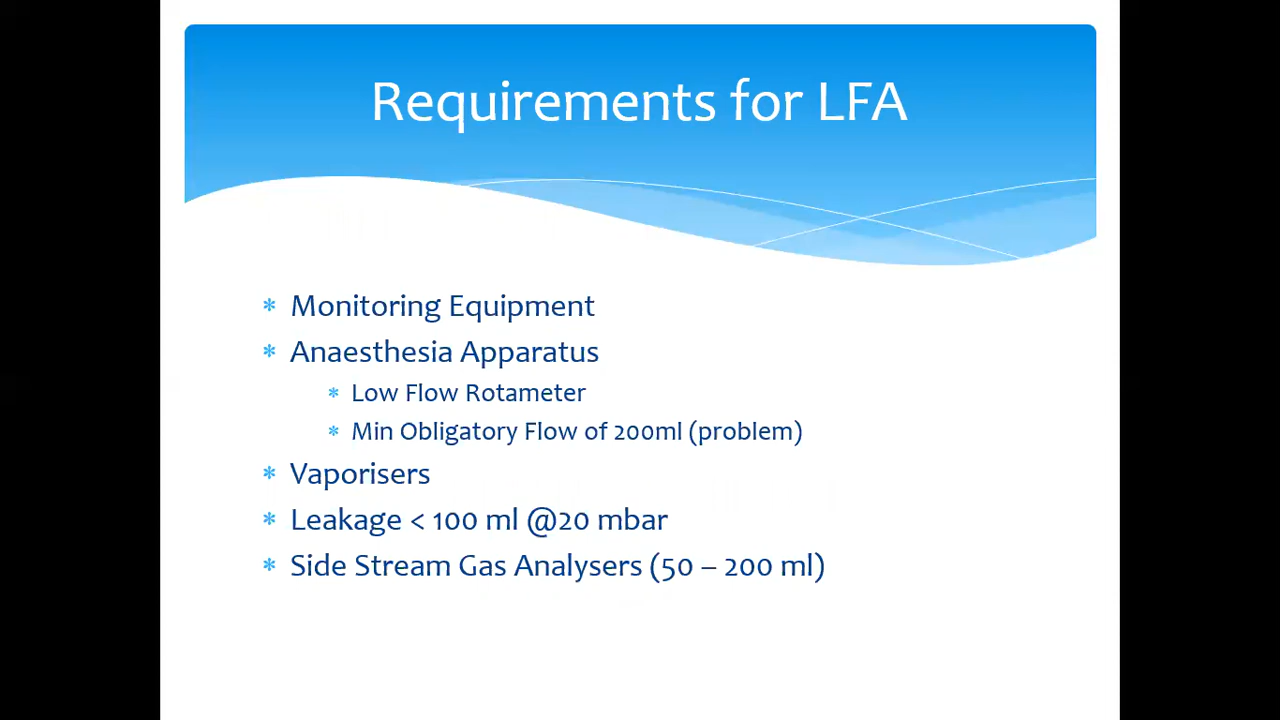 Requirements for LFA
* Monitoring Equipment
* Anaesthesia Apparatus
* Low Flow Rotameter
* Min Obligatory Flow of 200ml (problem)
* Vaporisers
* Leakage < 100 ml @20 mbar
* Side Stream Gas Analysers (50 – 200 ml)